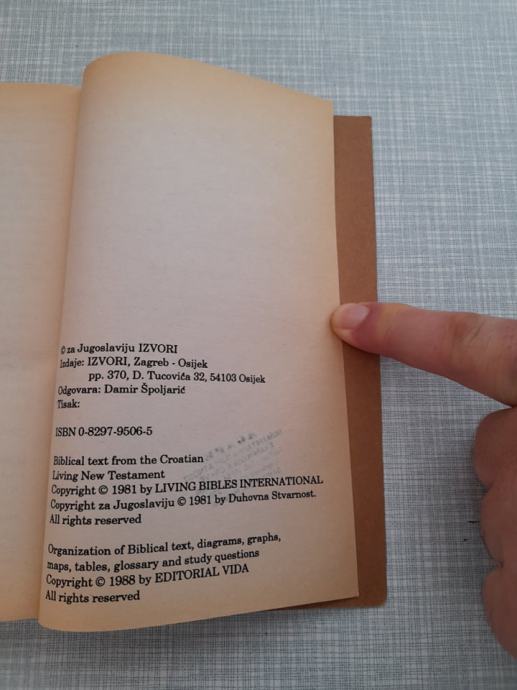 © za Jugoslaviju IZVORI
Izdaje: IZVORI, Zagreb - Osijek
pp. 370, D. Tucovića 32, 54103 Osijek
Odgovara: Damir Špoljarić
Tisak:
ISBN 0-8297-9506-5
Biblical text from the Croatian
Living New Testament
Copyright © 1981 by LIVING BIBLES INTERNATIONAL
Copyright za Jugoslaviju © 1981 by Duhovna Stvarnost.
All rights reserved
Organization of Biblical text, diagrams, graphs,
maps, tables, glossary and study questions
Copyright © 1988 by EDITORIAL VIDA
All rights reserved